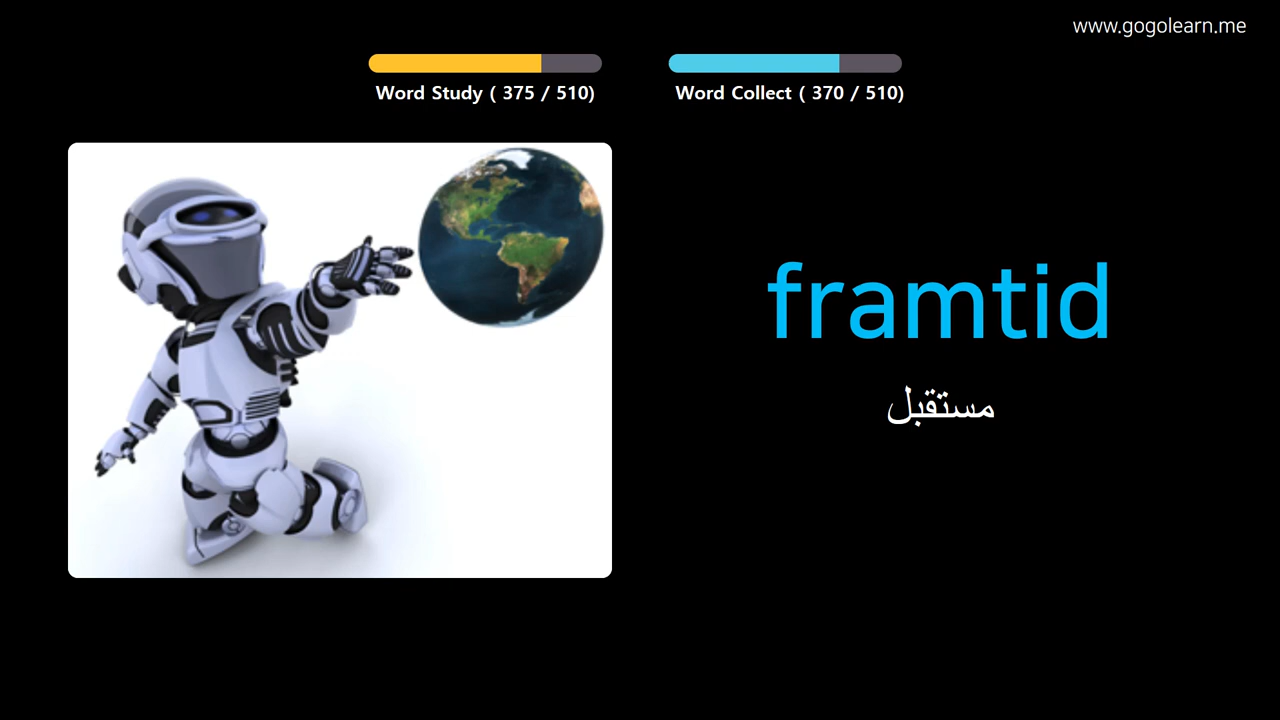 www.gogolearn.me
Word Study ( 375 / 510)
Word Collect ( 370 / 510)
framtid
مستقبل